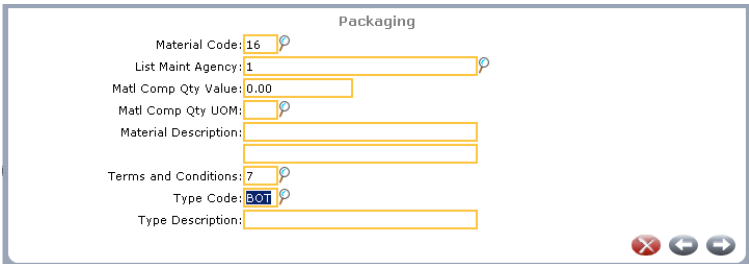 Packaging
Material Code: 16
List Maint Agency: 1
Matl Comp Qty Value: 0.00
Matl Comp Qty UOM:
Material Description:
Terms and Conditions: 7
Type Code: BOT
Type Description: